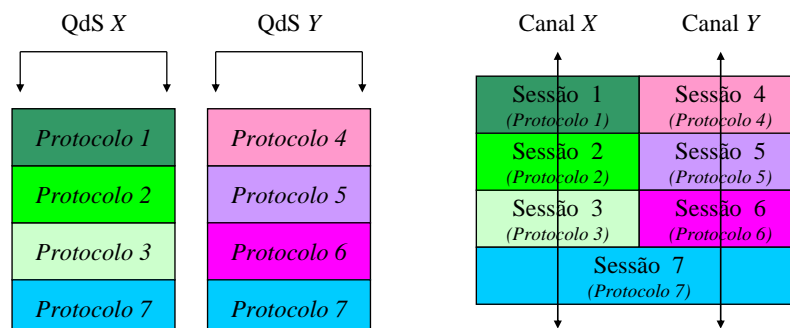 QdS X
QdS Y
Protocolo 1
Protocolo 2
Protocolo 3
Protocolo 7
Protocolo 4
Protocolo 5
Protocolo 6
Protocolo 7
Canal X
Canal Y
Sessão 1
(Protocolo 1)
Sessão 4
(Protocolo 4)
Sessão 2
(Protocolo 2)
Sessão 5
(Protocolo 5)
Sessão 3
(Protocolo 3)
Sessão 6
(Protocolo 6)
Sessão 7
(Protocolo 7)